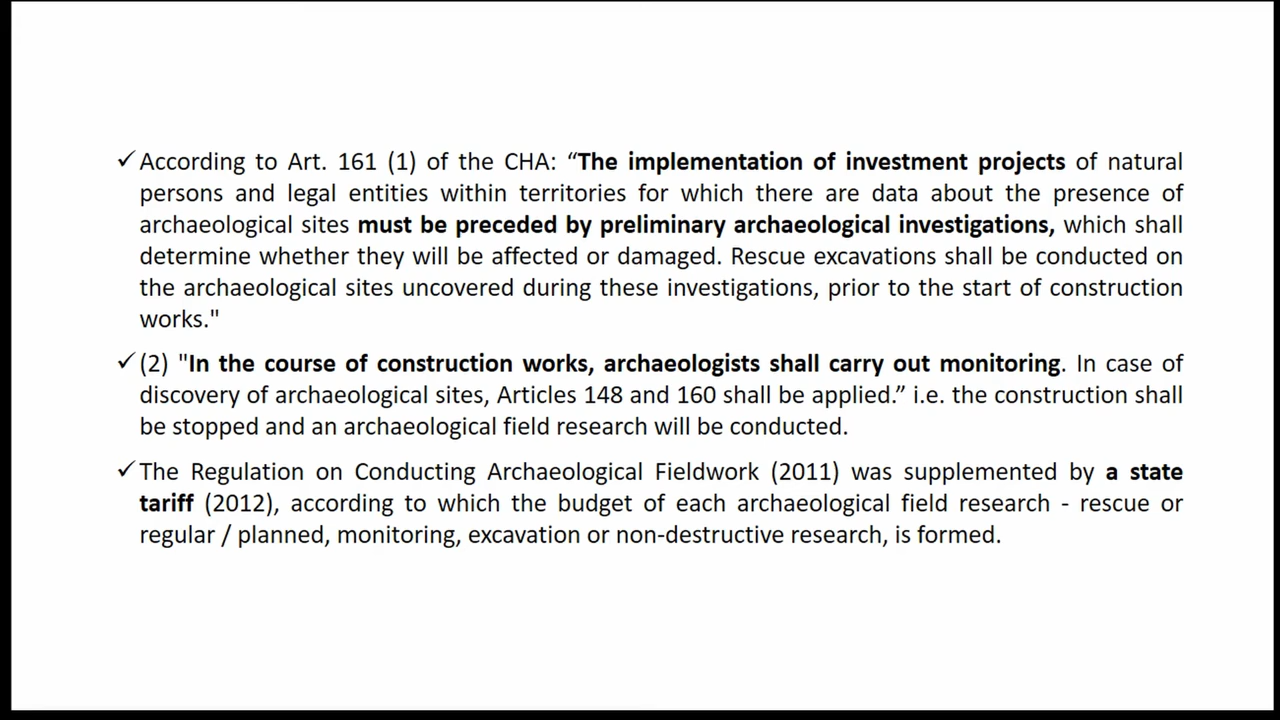 ✓ According to Art. 161 (1) of the CHA: “The implementation of investment projects of natural
persons and legal entities within territories for which there are data about the presence of
archaeological sites must be preceded by preliminary archaeological investigations, which shall
determine whether they will be affected or damaged. Rescue excavations shall be conducted on
the archaeological sites uncovered during these investigations, prior to the start of construction
works."
✓ (2) "In the course of construction works, archaeologists shall carry out monitoring. In case of
discovery of archaeological sites, Articles 148 and 160 shall be applied.” i.e. the construction shall
be stopped and an archaeological field research will be conducted.
✓ The Regulation on Conducting Archaeological Fieldwork (2011) was supplemented by a state
tariff (2012), according to which the budget of each archaeological field research - rescue or
regular / planned, monitoring, excavation or non-destructive research, is formed.